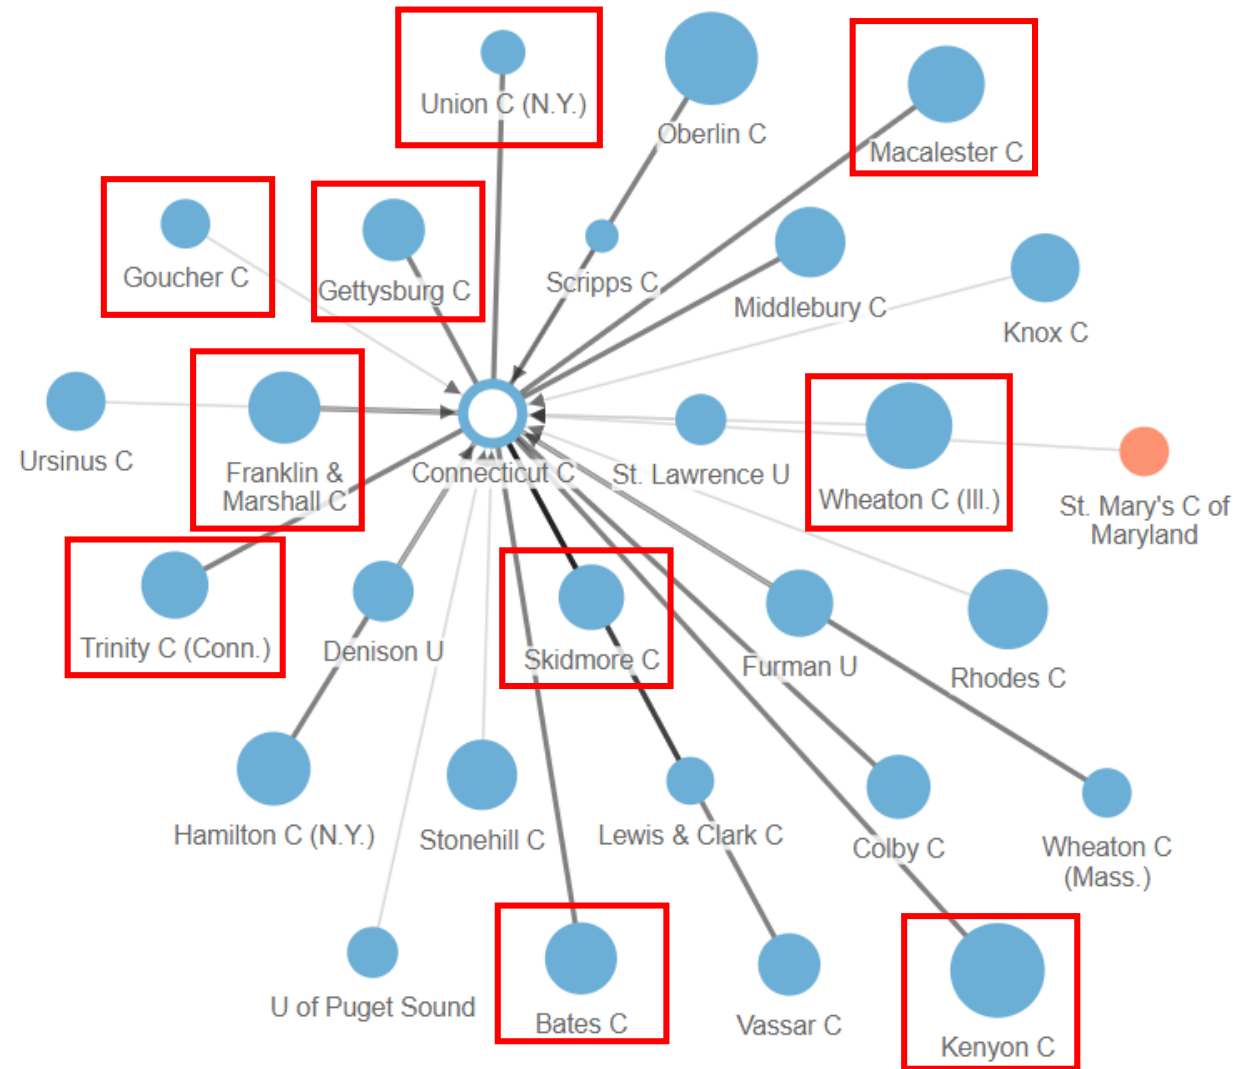 Union C (N.Y.)
Oberlin C
Macalester C
Goucher C
Gettysburg C
Scripps C
Middlebury C
Knox C
Ursinus C
Franklin &
Marshall C
Connecticut C
St. Lawrence U
Wheaton C (Ill.)
St. Mary's C of
Maryland
Trinity C (Conn.)
Denison U
Skidmore C
Furman U
Rhodes C
Hamilton C (N.Y.)
Stonehill C
Lewis & Clark C
Colby C
Wheaton C
(Mass.)
U of Puget Sound
Bates C
Vassar C
Kenyon C